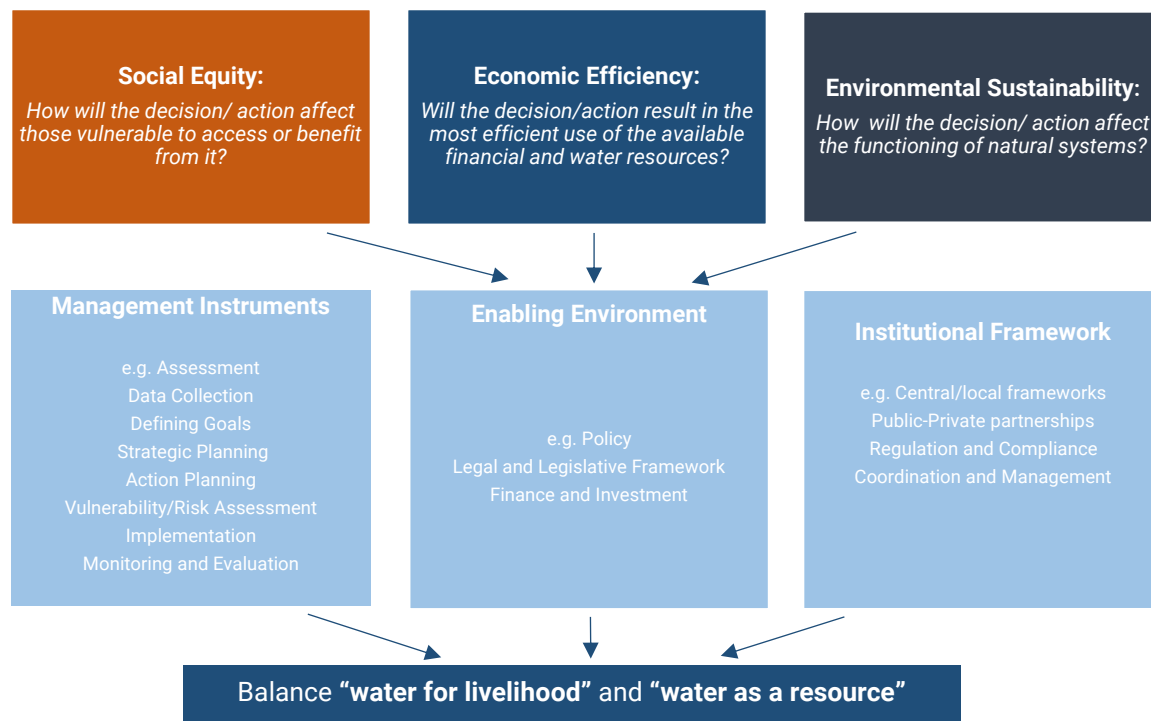 Social Equity:
How will the decision/ action affect
those vulnerable to access or benefit
from it?
Economic Efficiency:
Will the decision/action result in the
most efficient use of the available
financial and water resources?
Environmental Sustainability:
How will the decision/ action affect
the functioning of natural systems?
Management Instruments
e.g. Assessment
Data Collection
Defining Goals
Strategic Planning
Action Planning
Vulnerability/Risk Assessment
Implementation
Monitoring and Evaluation
Enabling Environment
e.g. Policy
Legal and Legislative Framework
Finance and Investment
Institutional Framework
e.g. Central/local frameworks
Public-Private partnerships
Regulation and Compliance
Coordination and Management
Balance “water for livelihood” and “water as a resource”